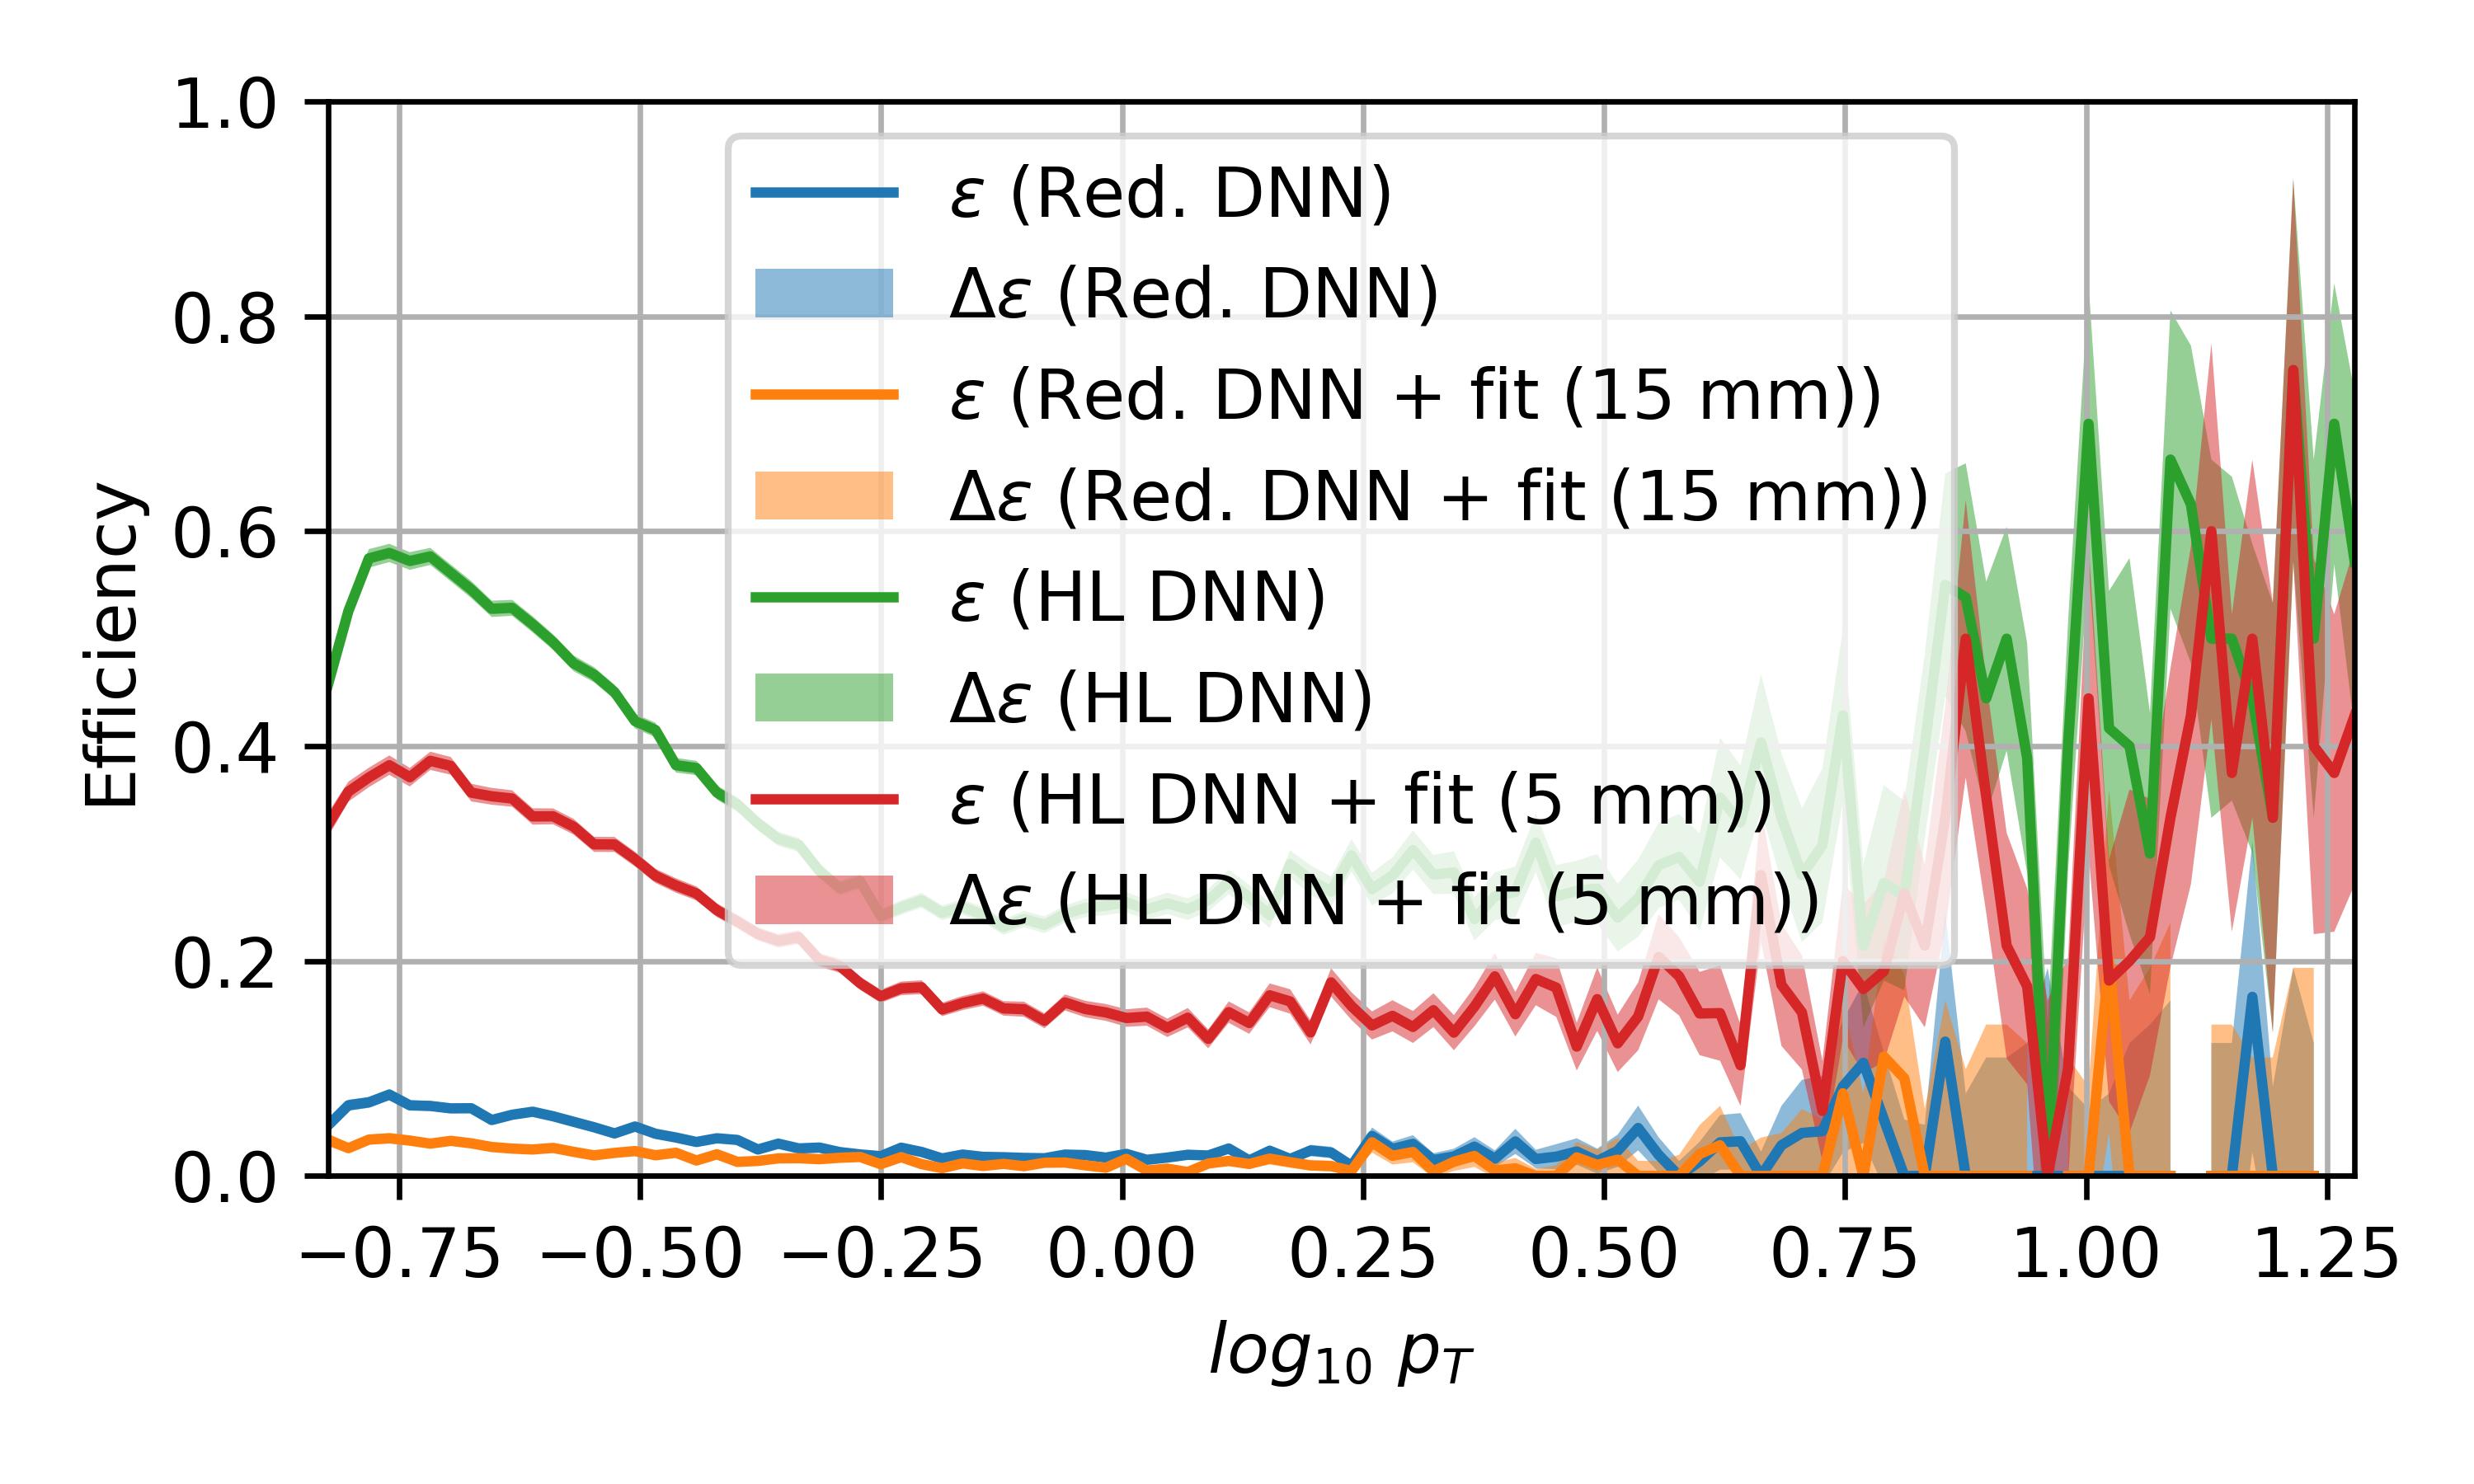 1.0
0.8
0.6
0.4
0.2
0.0
Efficiency
ε (Red. DNN)
Δε (Red. DNN)
ε (Red. DNN + fit (15 mm))
Δε (Red. DNN + fit (15 mm))
ε (HL DNN)
Δε (HL DNN)
ε (HL DNN + fit (5 mm))
Δε (HL DNN + fit (5 mm))
−0.75 −0.50 −0.25 0.00 0.25 0.50 0.75 1.00 1.25
log₁₀ p_T